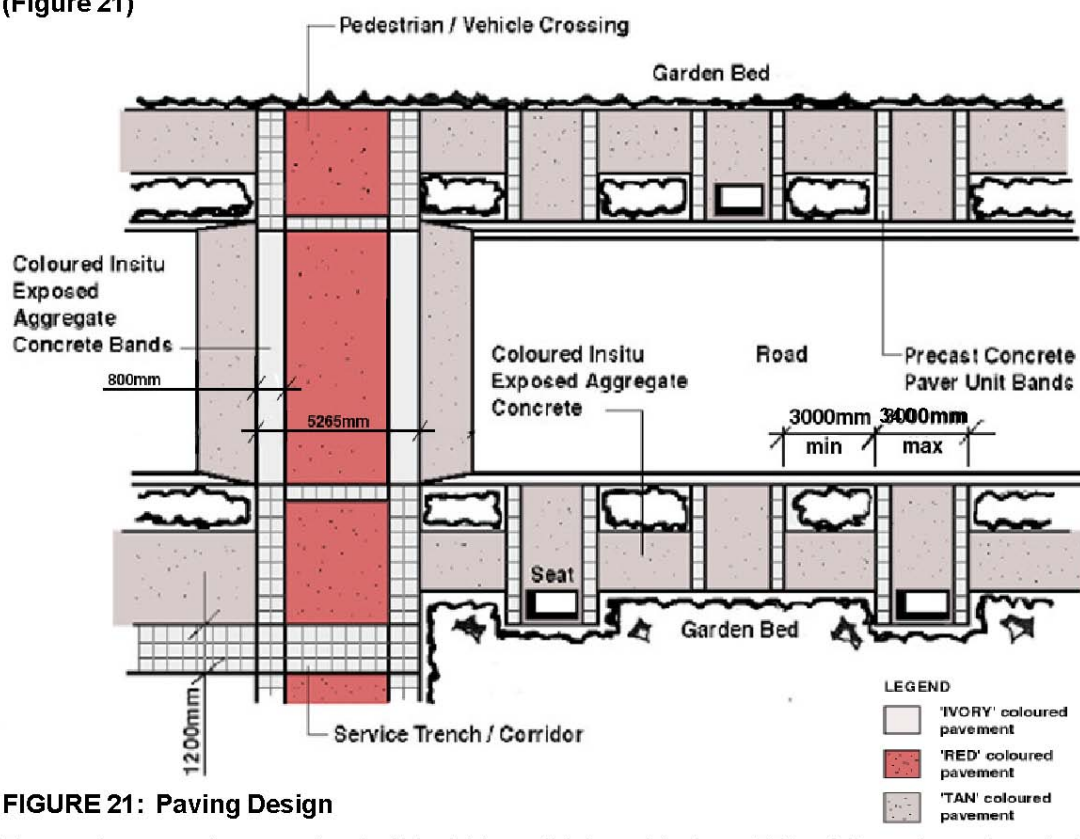 (Figure 21)
Pedestrian / Vehicle Crossing
Garden Bed
Coloured Insitu
Exposed
Aggregate
Concrete Bands
800mm
5265mm
Coloured Insitu
Exposed Aggregate
Concrete
Road
Precast Concrete
Paver Unit Bands
3000mm
min
max
Seat
Garden Bed
1200mm
Service Trench / Corridor
LEGEND
'IVORY' coloured
pavement
'RED' coloured
pavement
'TAN' coloured
pavement
FIGURE 21: Paving Design